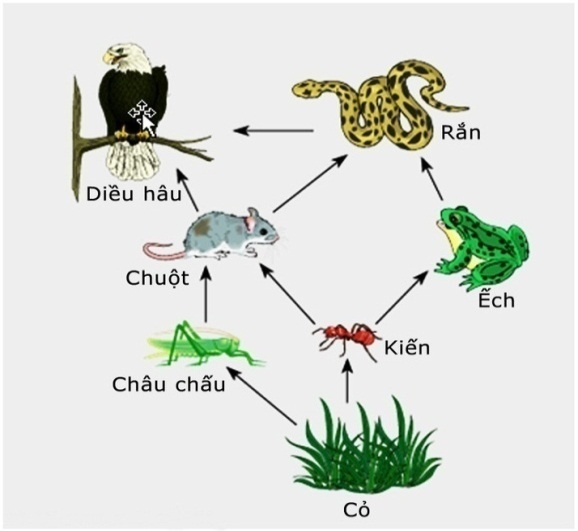 Rắn
Diều hâu
Chuột
Ếch
Kiến
Châu chấu
Cỏ